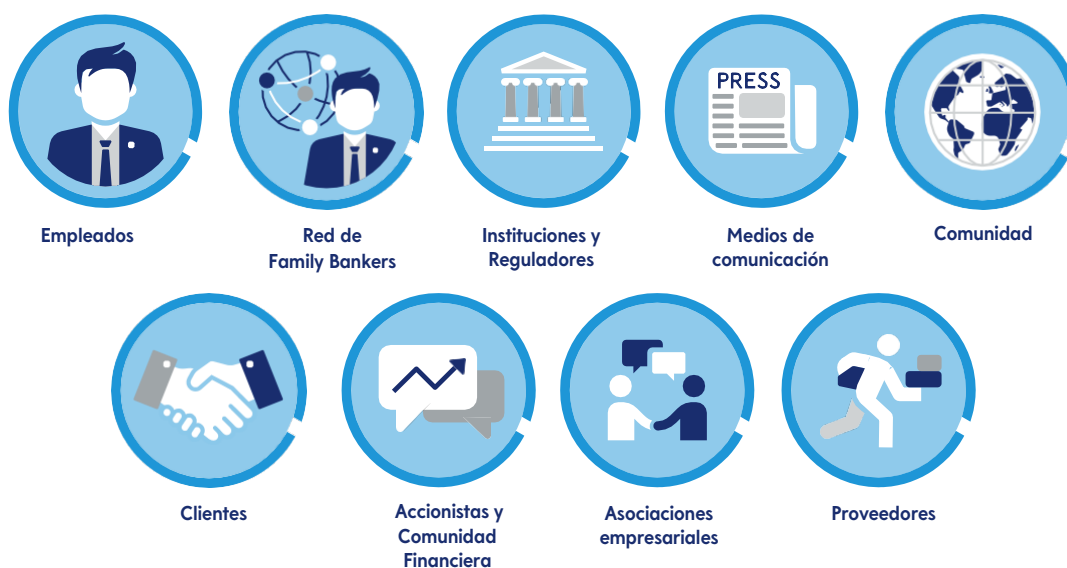 PRESS
Empleados
Red de
Family Bankers
Instituciones y
Reguladores
Medios de
comunicación
Comunidad
Clientes
Accionistas y
Comunidad
Financiera
Asociaciones
empresariales
Proveedores